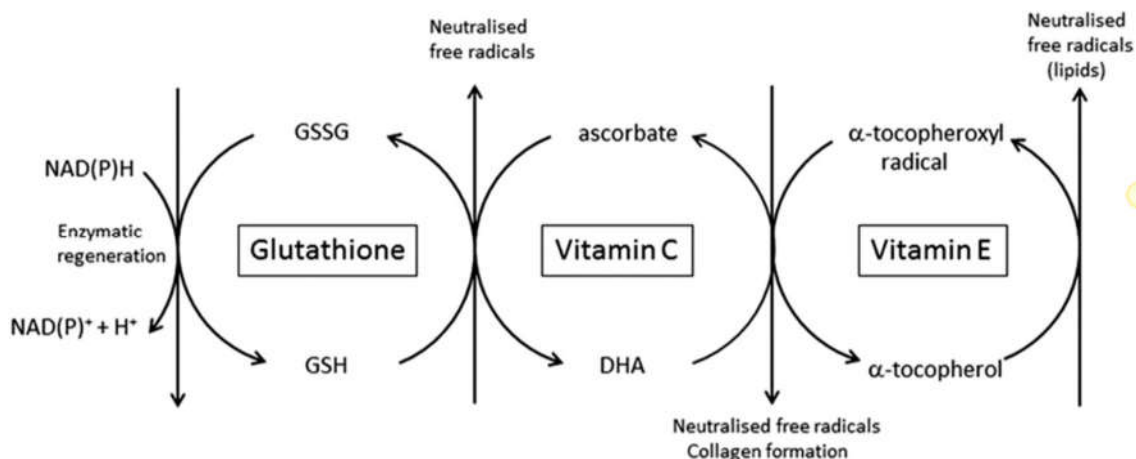 Neutralised
free radicals
Neutralised
free radicals
(lipids)
GSSG
ascorbate
α-tocopheroxyl
radical
NAD(P)H
Enzymatic
regeneration
Glutathione
Vitamin C
Vitamin E
NAD(P)⁺ + H⁺
GSH
DHA
α-tocopherol
Neutralised free radicals
Collagen formation